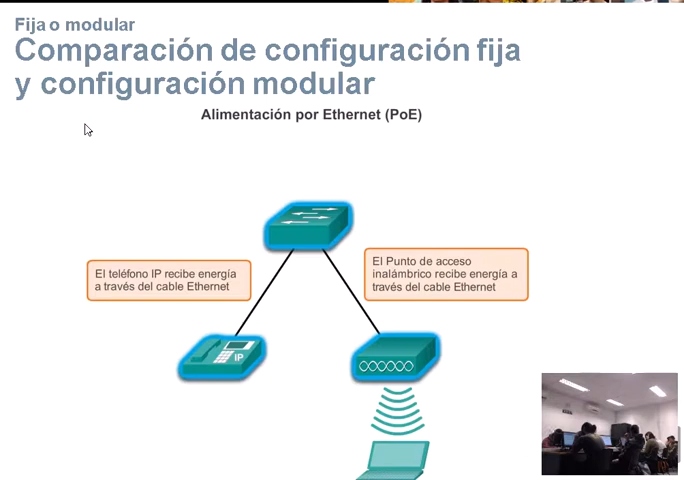 Fija o modular
Comparación de configuración fija
y configuración modular
Alimentación por Ethernet (PoE)
El teléfono IP recibe energía
a través del cable Ethernet
El Punto de acceso
inalámbrico recibe energía a
través del cable Ethernet
IP